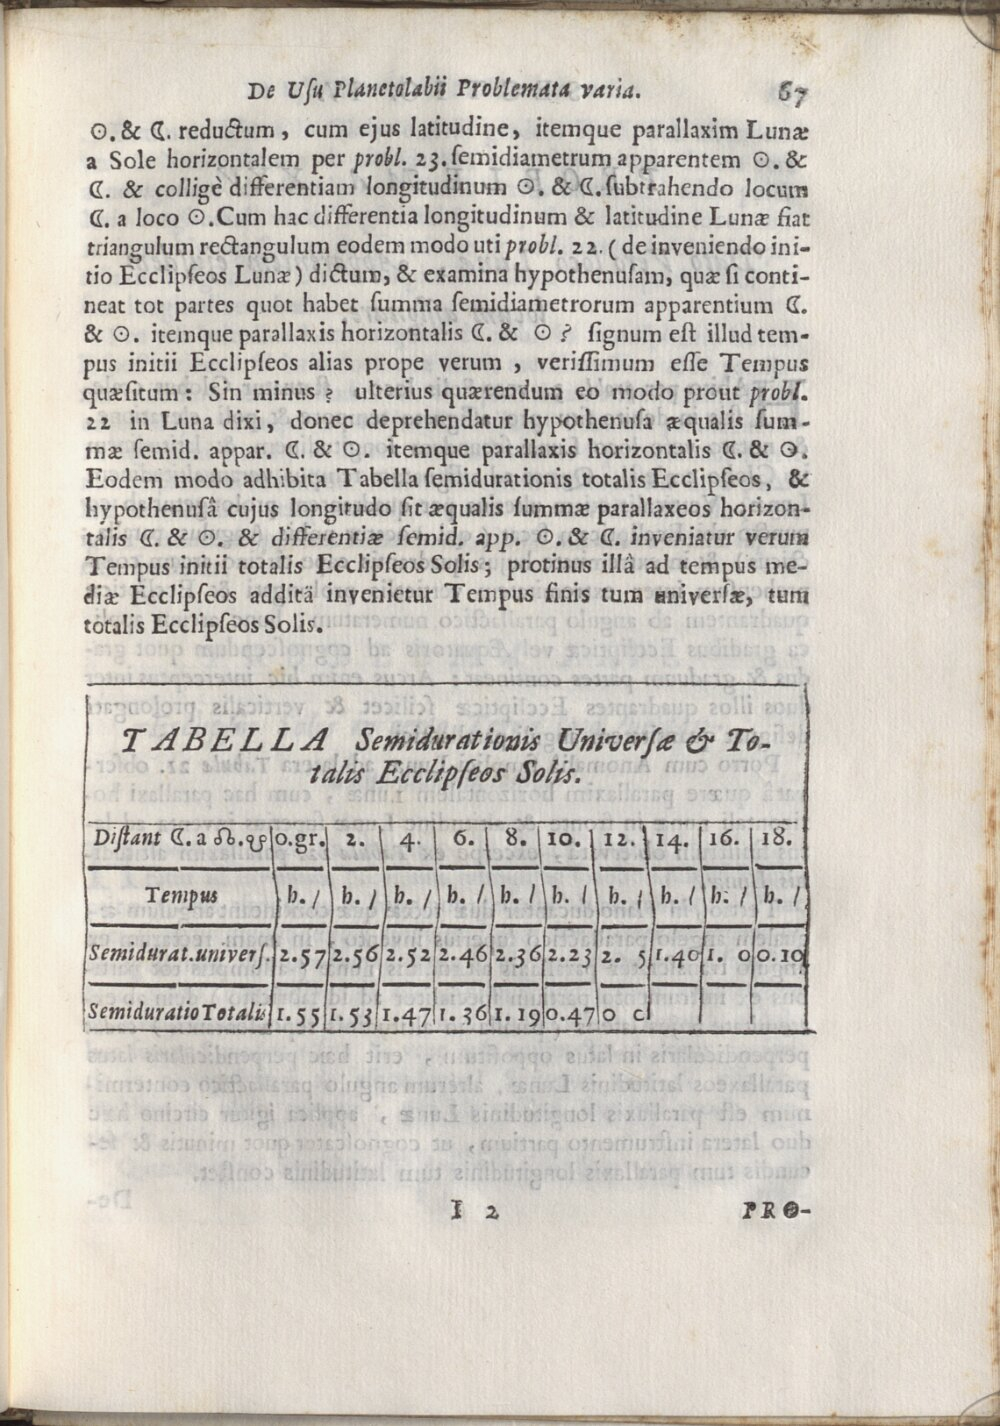 De Uſu Planetolabii Problemata varia. 67
☉. & ☾. reductum, cum ejus latitudine, itemque parallaxim Lunæ
a Sole horizontalem per probl. 23. ſemidiametrum apparentem ☉. &
☾. & colligè differentiam longitudinum ☉. & ☾. ſubtrahendo locum
☾. a loco ☉. Cum hac differentia longitudinum & latitudine Lunæ fiat
triangulum rectangulum eodem modo uti probl. 22. (de inveniendo ini-
tio Ecclipſeos Lunæ) dictum, & examina hypothenuſam, quæ ſi conti-
neat tot partes quot habet ſumma ſemidiametrorum apparentium ☾.
& ☉. itemque parallaxis horizontalis ☾. & ☉? ſignum eſt illud tem-
pus initii Ecclipſeos alias prope verum, veriſſimum eſſe Tempus
quæſitum: Sin minus? ulterius quærendum eo modo prout probl.
22 in Luna dixi, donec deprehendatur hypothenuſa æqualis ſum-
mæ ſemid. appar. ☾. & ☉. itemque parallaxis horizontalis ☾. & ☉.
Eodem modo adhibita Tabella ſemidurationis totalis Ecclipſeos, &
hypothenuſâ cujus longitudo ſit æqualis ſummæ parallaxeos horizon-
talis ☾. & ☉. & differentiæ ſemid. app. ☉. & ☾. inveniatur verum
Tempus initii totalis Ecclipſeos Solis; protinus illâ ad tempus me-
diæ Ecclipſeos additâ invenietur Tempus finis tum univerſæ, tum
totalis Ecclipſeos Solis.
TABELLA Semidurationis Univerſæ & To-
talis Ecclipſeos Solis.
Diſtant ☾. a ☊. ☋ 0.gr. 2. 4. 6. 8. 10. 12. 14. 16. 18.
Tempus h. / h. / h. / h. / h. / h. / h. / h. / h. / h. /
Semidurat.univerſ. 2.57 2.56 2.52 2.46 2.36 2.23 2. 5 1.40 1. 0 0.10
Semiduratio Totalis 1.55 1.53 1.47 1.36 1.19 0.47 0 0
I 2 PRO-